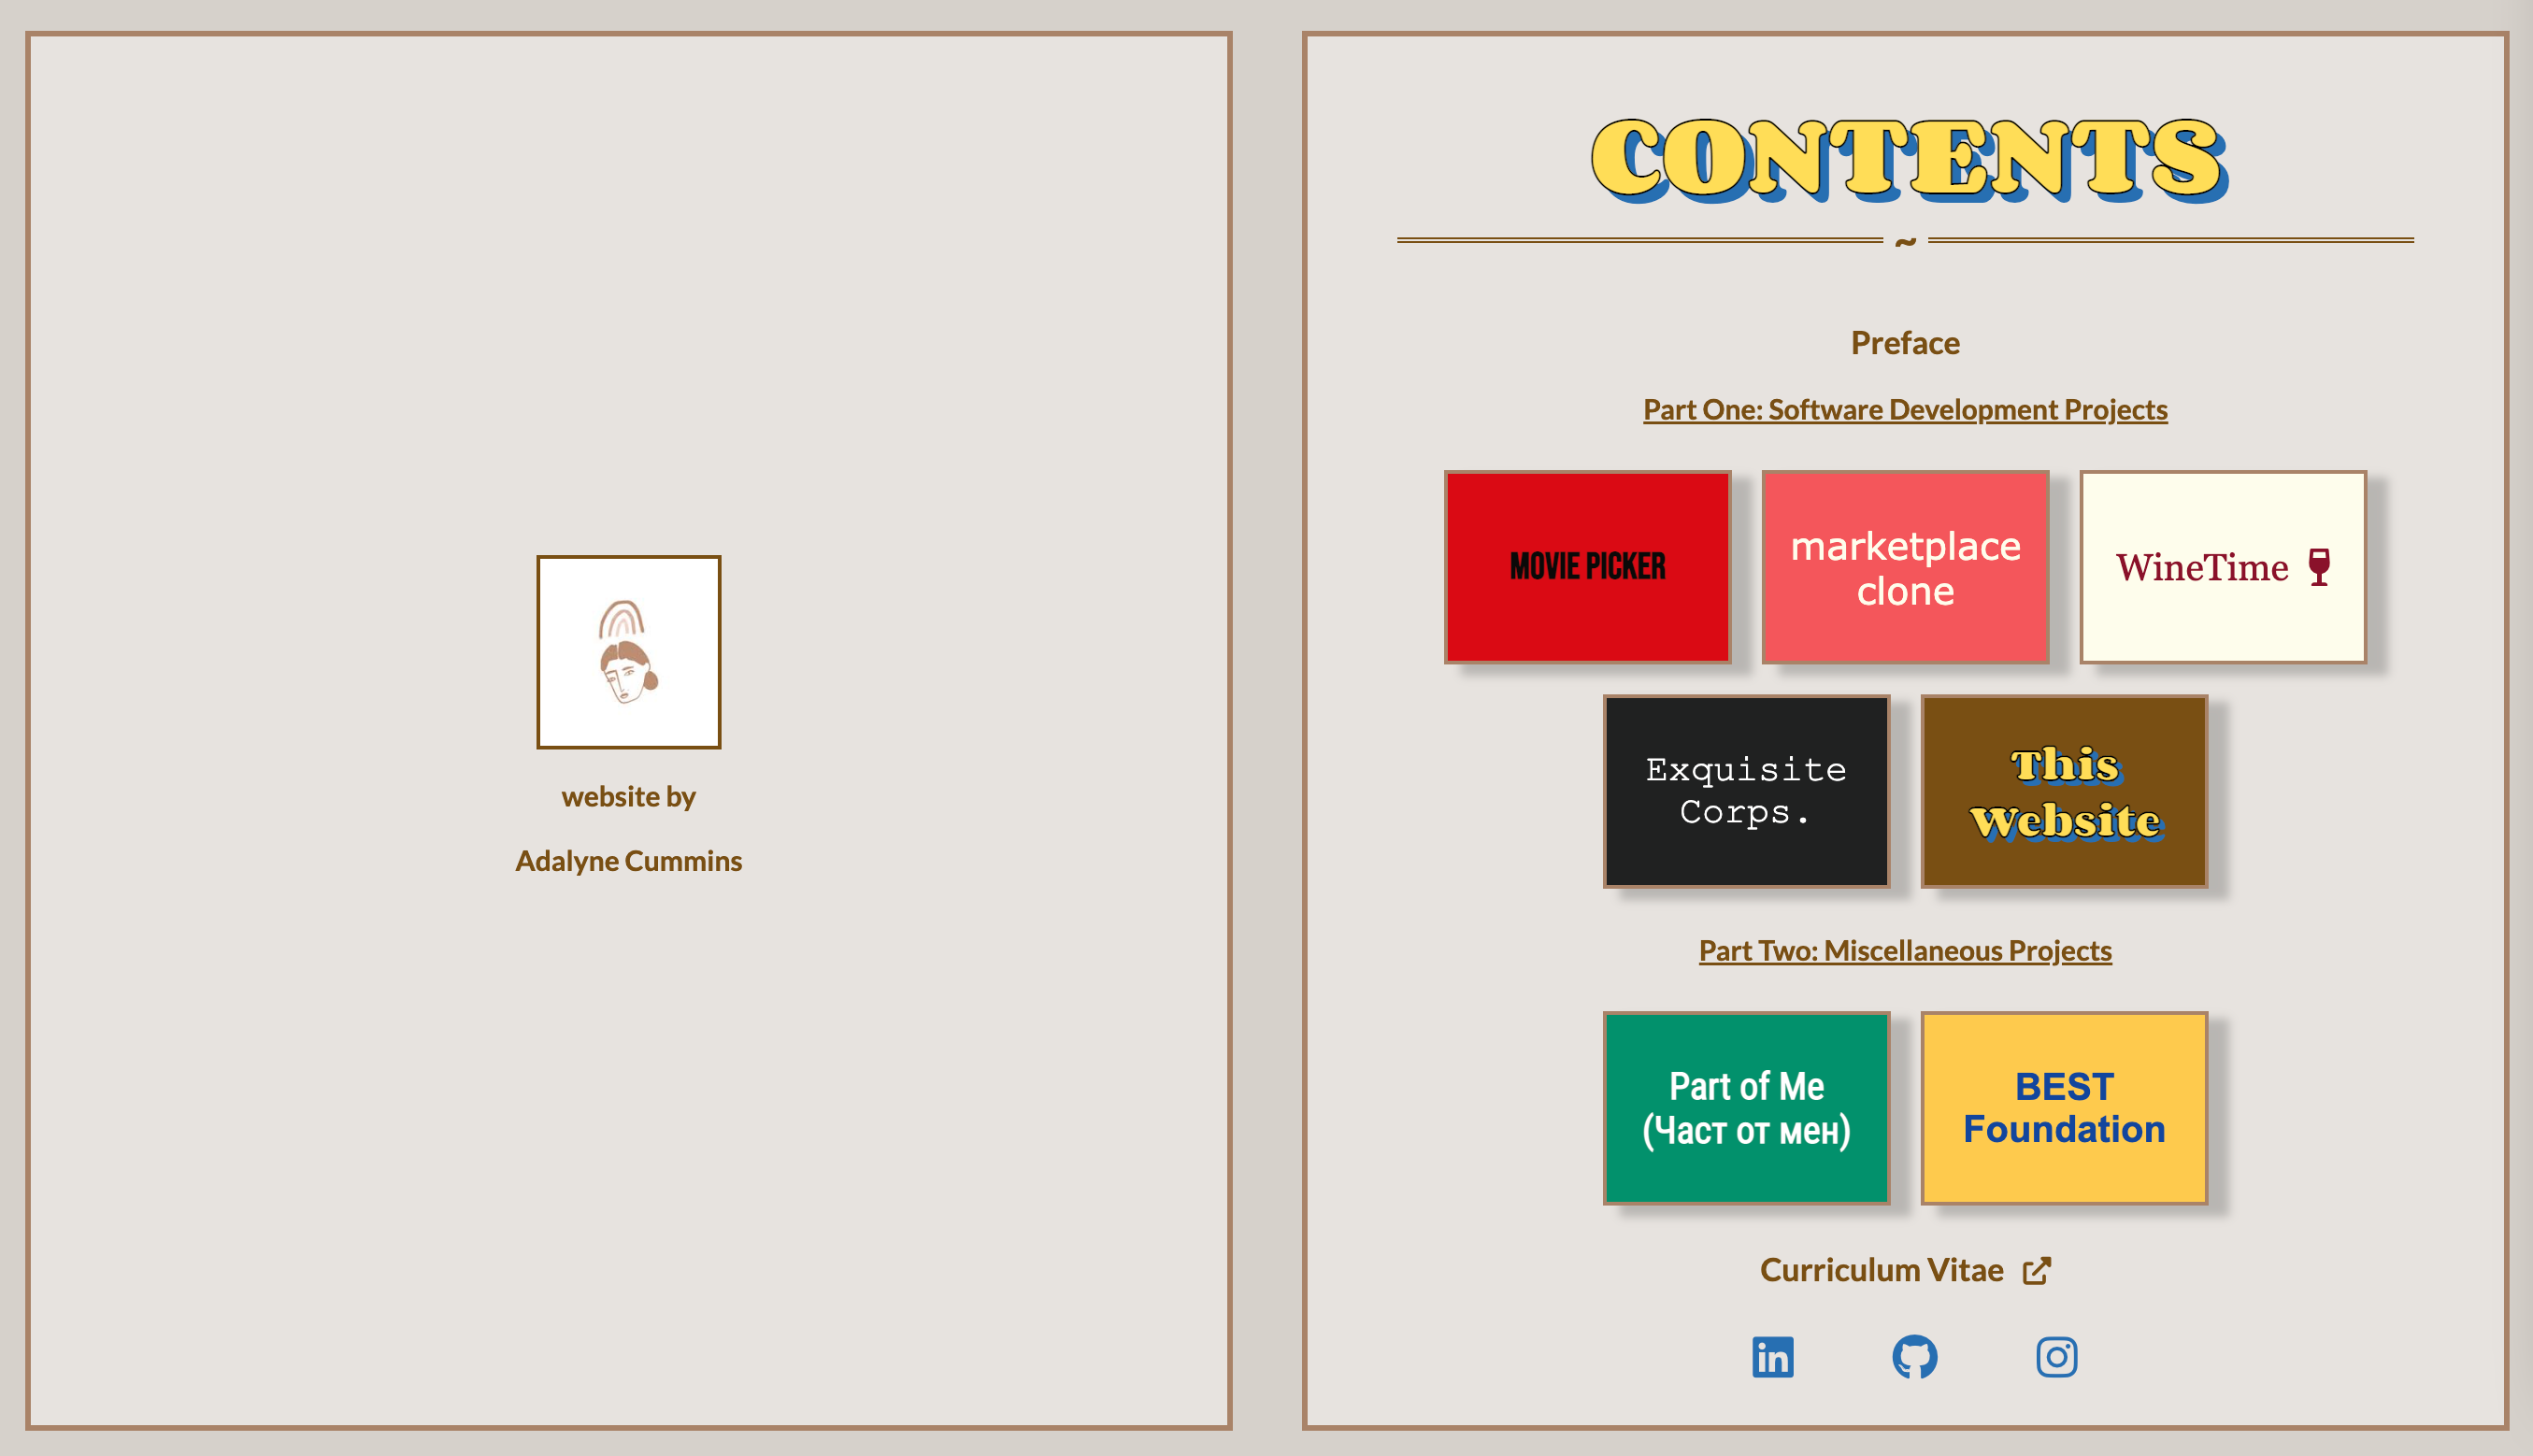 website by
Adalyne Cummins
CONTENTS
~
Preface
Part One: Software Development Projects
MOVIE PICKER
marketplace
clone
WineTime
Exquisite
Corps.
This
Website
Part Two: Miscellaneous Projects
Part of Me
(Част от мен)
BEST
Foundation
Curriculum Vitae
in